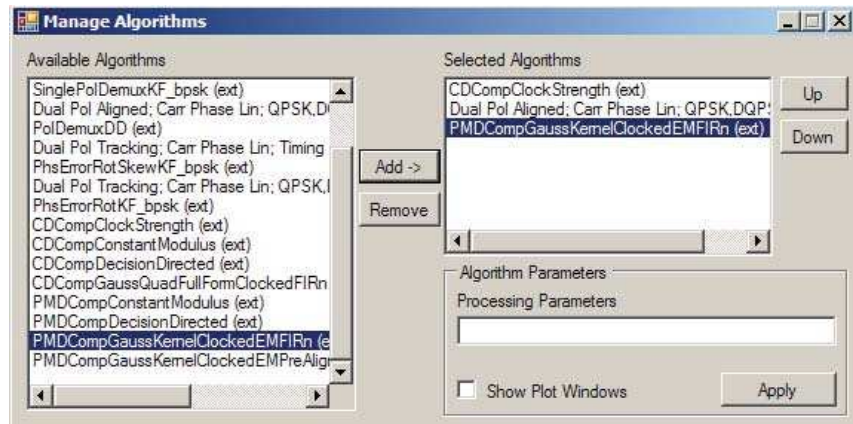 Manage Algorithms
Available Algorithms
SinglePolDemuxKF_bpsk (ext)
Dual Pol Aligned; Carr Phase Lin; QPSK,D
PolDemuxDD (ext)
Dual Pol Tracking; Carr Phase Lin; Timing
PhsErrorRotSkewKF_bpsk (ext)
Dual Pol Tracking; Carr Phase Lin; QPSK,
PhsErrorRotKF_bpsk (ext)
CDCompClockStrength (ext)
CDCompConstantModulus (ext)
CDCompDecisionDirected (ext)
CDCompGaussQuadFullFormClockedFIRn
PMDCompConstantModulus (ext)
PMDCompDecisionDirected (ext)
PMDCompGaussKernelClockedEMFIRn (e
PMDCompGaussKernelClockedEMPreAlign
Add ->
Remove
Selected Algorithms
CDCompClockStrength (ext)
Dual Pol Aligned; Carr Phase Lin; QPSK,DQPS
PMDCompGaussKernelClockedEMFIRn (ext)
Up
Down
Algorithm Parameters
Processing Parameters
Show Plot Windows
Apply